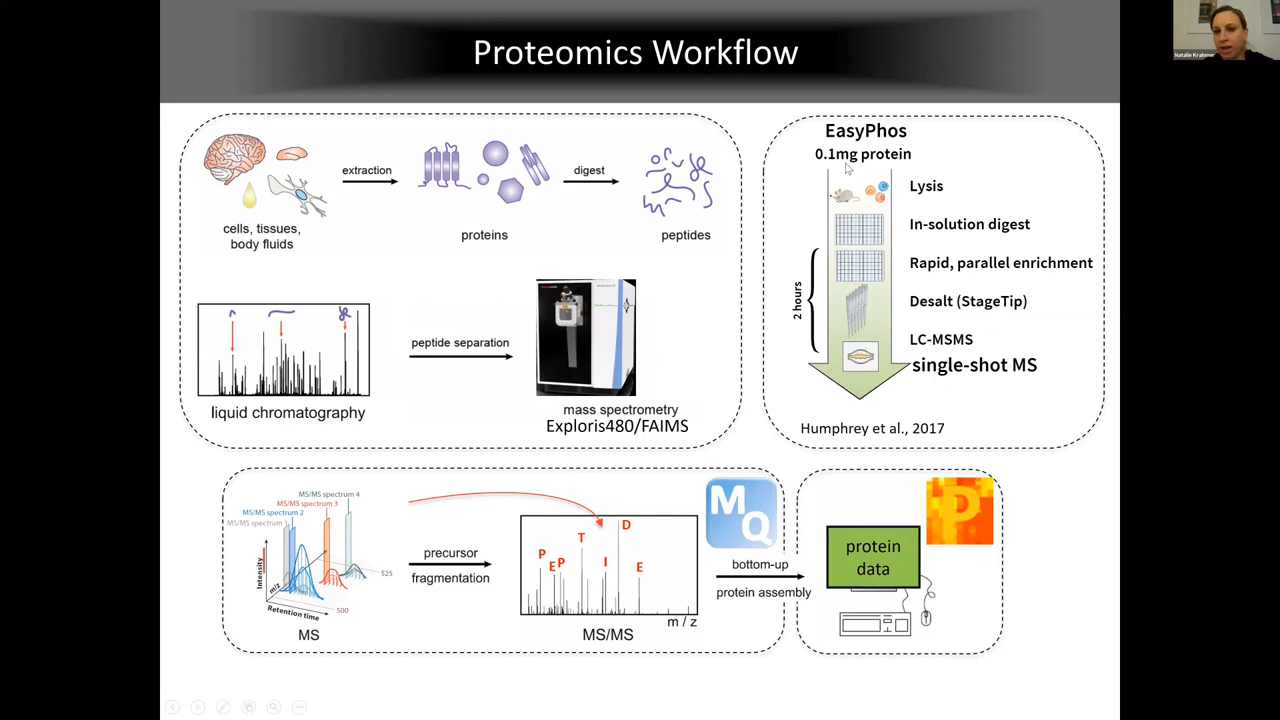 Proteomics Workflow
Natalie Krahmer
extraction
digest
cells, tissues,
body fluids
proteins
peptides
peptide separation
liquid chromatography
mass spectrometry
Exploris480/FAIMS
EasyPhos
0.1mg protein
Lysis
In-solution digest
Rapid, parallel enrichment
Desalt (StageTip)
LC-MSMS
single-shot MS
2 hours
Humphrey et al., 2017
MS/MS spectrum 4
MS/MS spectrum 3
MS/MS spectrum 2
MS/MS spectrum 1
Intensity
m/z
Retention time
525
500
MS
precursor
fragmentation
P
E
P
T
I
D
E
m / z
MS/MS
M
Q
bottom-up
protein assembly
P
protein
data